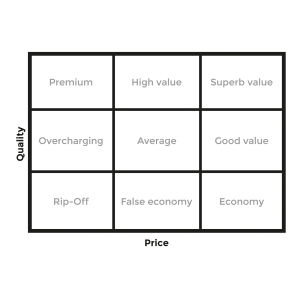 Premium
High value
Superb value
Overcharging
Average
Good value
Rip-Off
False economy
Economy
Quality
Price